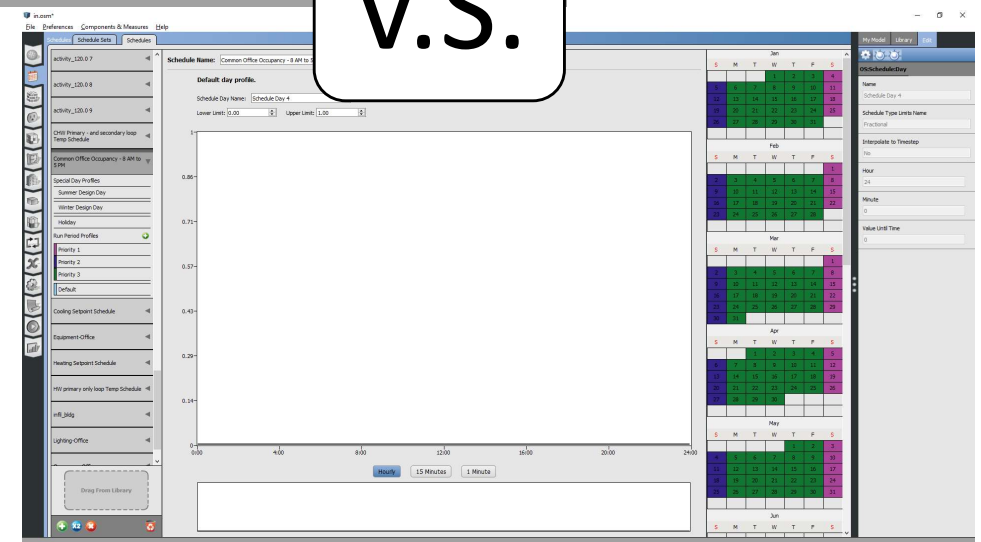 in.osm*
File Preferences Components & Measures Help
V.S.
Schedules Schedule Sets Schedules
My Model Library Edit
activity_120.0 7
activity_120.0 8
activity_120.0 9
CHW Primary - and secondary loop
Temp Schedule
Common Office Occupancy - 8 AM to
5 PM
Special Day Profiles
Summer Design Day
Winter Design Day
Holiday
Run Period Profiles
Priority 1
Priority 2
Priority 3
Default
Cooling Setpoint Schedule
Equipment-Office
Heating Setpoint Schedule
HW primary only loop Temp Schedule
infil_bldg
Lighting-Office
Drag From Library
X2
Schedule Name: Common Office Occupancy - 8 AM to 5
Default day profile.
Schedule Day Name: Schedule Day 4
Lower Limit: 0.00 Upper Limit: 1.00
1
0.86
0.71
0.57
0.43
0.29
0.14
0
0:00 4:00 8:00 12:00 16:00 20:00 24:00
Hourly 15 Minutes 1 Minute
Jan
S M T W T F S
1 2 3 4
5 6 7 8 9 10 11
12 13 14 15 16 17 18
19 20 21 22 23 24 25
26 27 28 29 30 31
Feb
S M T W T F S
1
2 3 4 5 6 7 8
9 10 11 12 13 14 15
16 17 18 19 20 21 22
23 24 25 26 27 28
Mar
S M T W T F S
1
2 3 4 5 6 7 8
9 10 11 12 13 14 15
16 17 18 19 20 21 22
23 24 25 26 27 28 29
30 31
Apr
S M T W T F S
1 2 3 4 5
6 7 8 9 10 11 12
13 14 15 16 17 18 19
20 21 22 23 24 25 26
27 28 29 30
May
S M T W T F S
1 2 3
4 5 6 7 8 9 10
11 12 13 14 15 16 17
18 19 20 21 22 23 24
25 26 27 28 29 30 31
Jun
S M T W T F S
OS:Schedule:Day
Name
Schedule Day 4
Schedule Type Limits Name
Fractional
Interpolate to Timestep
No
Hour
24
Minute
0
Value Until Time
0